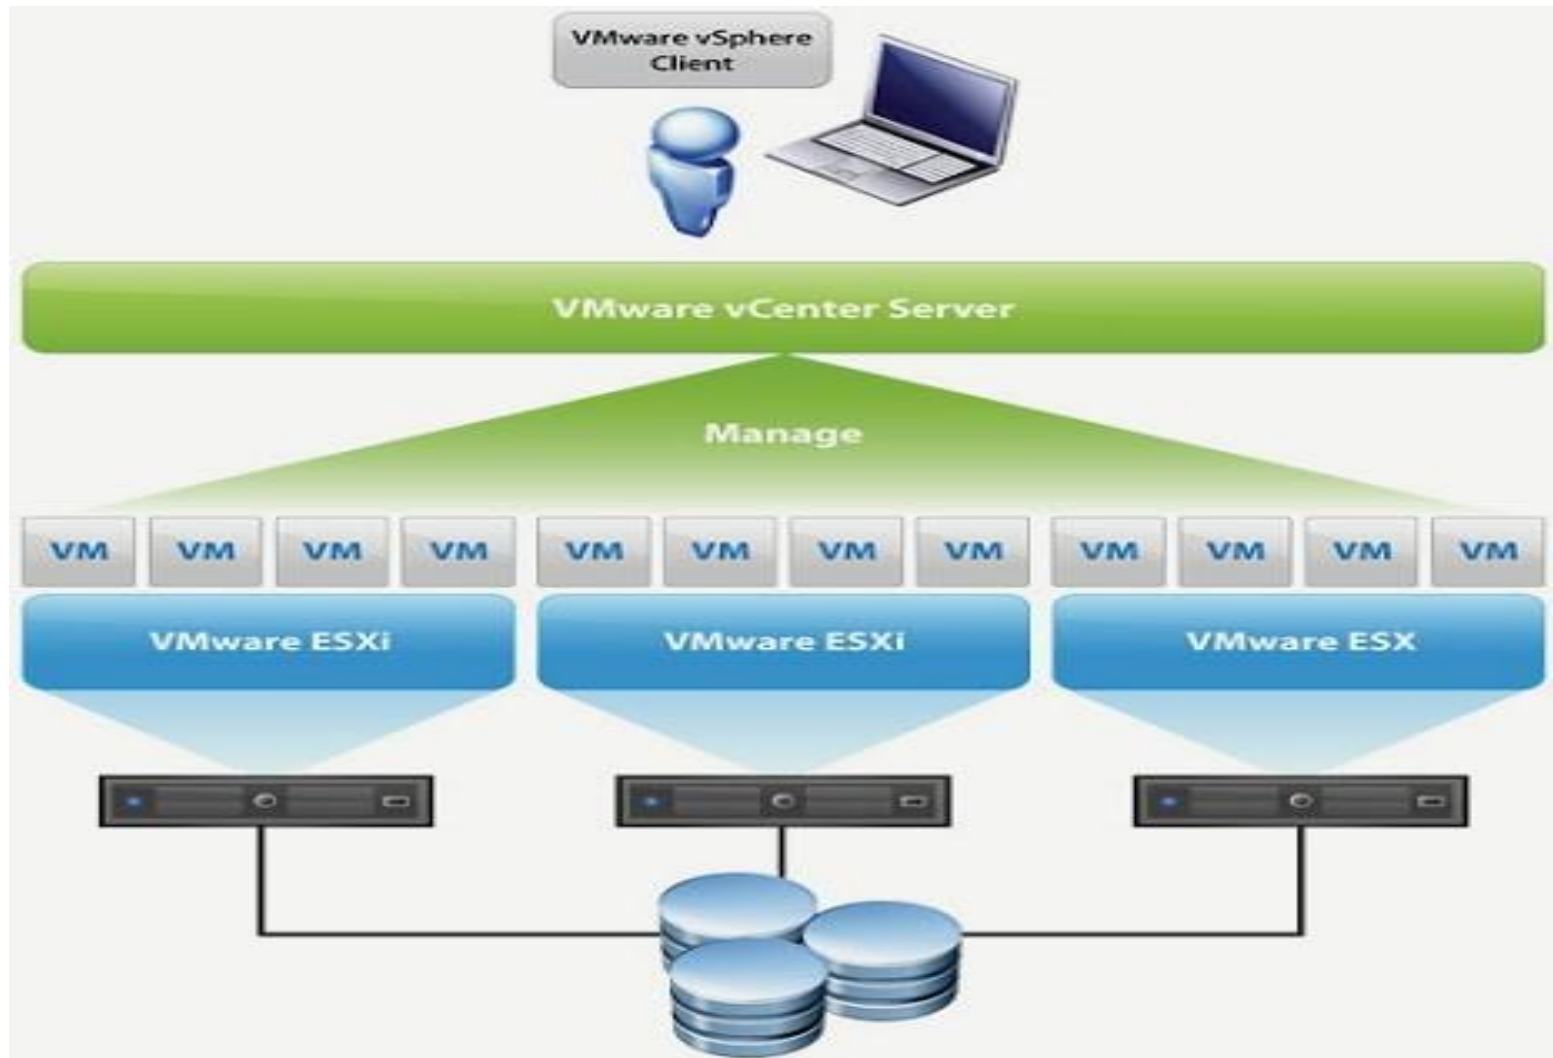 VMware vSphere
Client
VMware vCenter Server
Manage
VM VM VM VM VM VM VM VM VM VM VM VM
VMware ESXi VMware ESXi VMware ESX